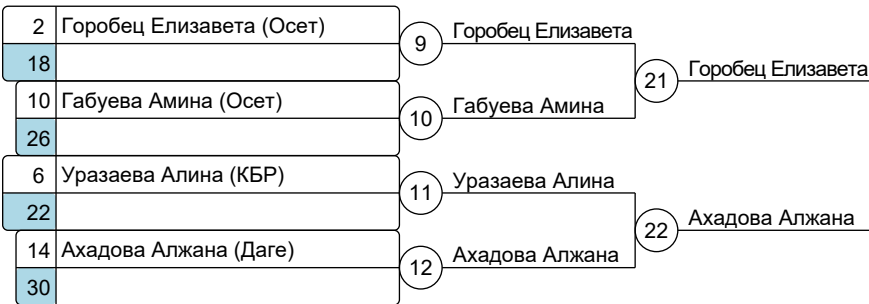 2 Горобец Елизавета (Осет)
18
9
Горобец Елизавета
10 Габуева Амина (Осет)
26
10
Габуева Амина
21
Горобец Елизавета
6 Уразаева Алина (КБР)
22
11
Уразаева Алина
14 Ахадова Алжана (Даге)
30
12
Ахадова Алжана
22
Ахадова Алжана